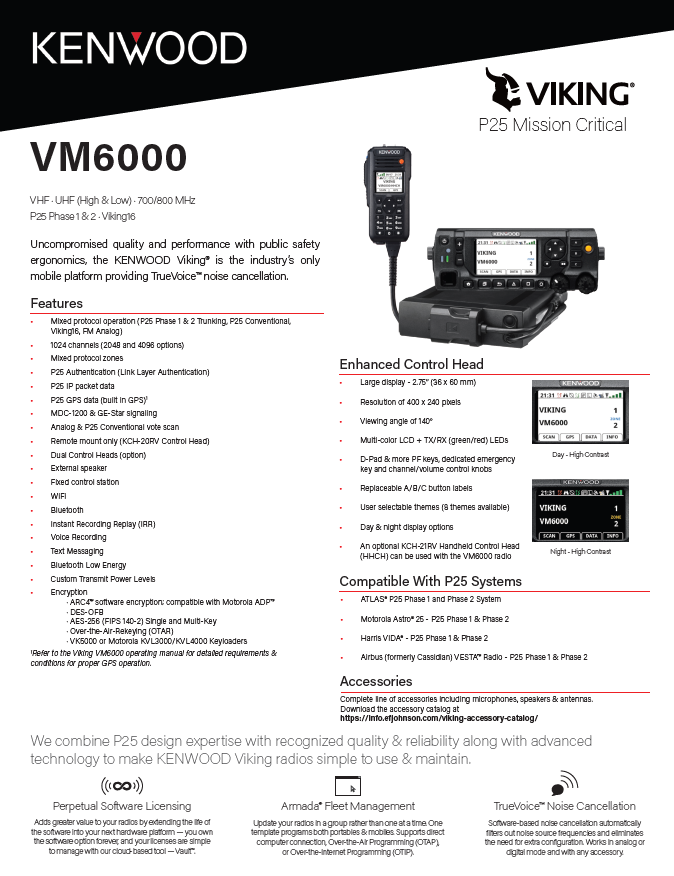 KENWOOD
VIKING®
P25 Mission Critical
VM6000
VHF · UHF (High & Low) · 700/800 MHz
P25 Phase 1 & 2 · Viking16
Uncompromised quality and performance with public safety
ergonomics, the KENWOOD Viking® is the industry's only
mobile platform providing TrueVoice™ noise cancellation.
Features
• Mixed protocol operation (P25 Phase 1 & 2 Trunking, P25 Conventional,
Viking16, FM Analog)
• 1024 channels (2048 and 4096 options)
• Mixed protocol zones
• P25 Authentication (Link Layer Authentication)
• P25 IP packet data
• P25 GPS data (built in GPS)¹
• MDC-1200 & GE-Star signaling
• Analog & P25 Conventional vote scan
• Remote mount only (KCH-20RV Control Head)
• Dual Control Heads (option)
• External speaker
• Fixed control station
• WiFi
• Bluetooth
• Instant Recording Replay (IRR)
• Voice Recording
• Text Messaging
• Bluetooth Low Energy
• Custom Transmit Power Levels
• Encryption
· ARC4™ software encryption; compatible with Motorola ADP™
· DES-OFB
· AES-256 (FIPS 140-2) Single and Multi-Key
· Over-the-Air-Rekeying (OTAR)
· VK5000 or Motorola KVL3000/KVL4000 Keyloaders
¹Refer to the Viking VM6000 operating manual for detailed requirements &
conditions for proper GPS operation.
KENWOOD
KENWOOD
21:31
VIKING 1
ZONE
VM6000 2
SCAN GPS DATA INFO
Enhanced Control Head
• Large display - 2.75" (36 x 60 mm)
• Resolution of 400 x 240 pixels
• Viewing angle of 140°
• Multi-color LCD + TX/RX (green/red) LEDs
• D-Pad & more PF keys, dedicated emergency
key and channel/volume control knobs
• Replaceable A/B/C button labels
• User selectable themes (8 themes available)
• Day & night display options
• An optional KCH-21RV Handheld Control Head
(HHCH) can be used with the VM6000 radio
KENWOOD
21:31
VIKING 1
ZONE
VM6000 2
SCAN GPS DATA INFO
Day - High Contrast
KENWOOD
21:31
VIKING 1
ZONE
VM6000 2
SCAN GPS DATA INFO
Night - High Contrast
Compatible With P25 Systems
• ATLAS® P25 Phase 1 and Phase 2 System
• Motorola Astro® 25 - P25 Phase 1 & Phase 2
• Harris VIDA® - P25 Phase 1 & Phase 2
• Airbus (formerly Cassidian) VESTA™ Radio - P25 Phase 1 & Phase 2
Accessories
Complete line of accessories including microphones, speakers & antennas.
Download the accessory catalog at
https://info.efjohnson.com/viking-accessory-catalog/
We combine P25 design expertise with recognized quality & reliability along with advanced
technology to make KENWOOD Viking radios simple to use & maintain.
Perpetual Software Licensing
Adds greater value to your radios by extending the life of
the software into your next hardware platform — you own
the software option forever, and your licenses are simple
to manage with our cloud-based tool — Vault™.
Armada® Fleet Management
Update your radios in a group rather than one at a time. One
template programs both portables & mobiles. Supports direct
computer connection, Over-the-Air Programming (OTAP),
or Over-the-Internet Programming (OTIP).
TrueVoice™ Noise Cancellation
Software-based noise cancellation automatically
filters out noise source frequencies and eliminates
the need for extra configuration. Works in analog or
digital mode and with any accessory.